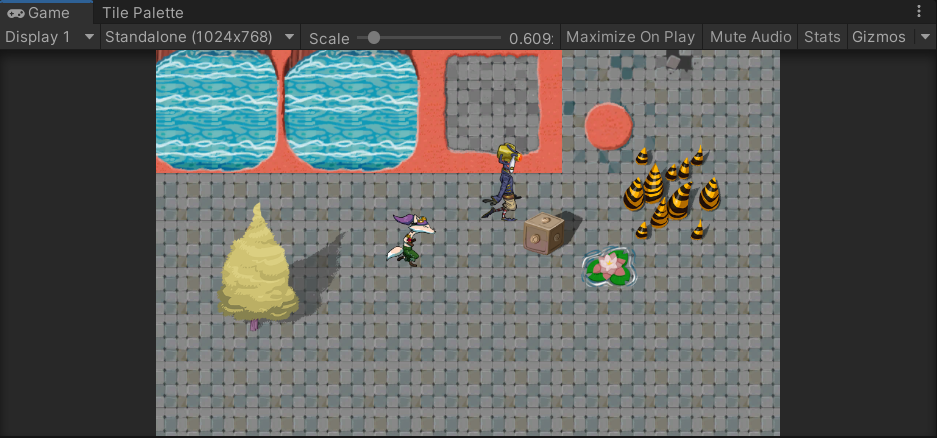 Game
Tile Palette
Display 1
Standalone (1024x768)
Scale
0.609:
Maximize On Play
Mute Audio
Stats
Gizmos